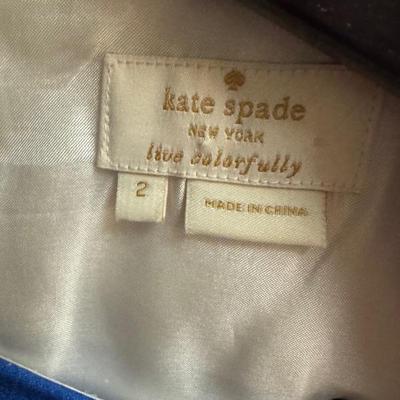 kate spade
NEW YORK
live colorfully
2
MADE IN CHINA